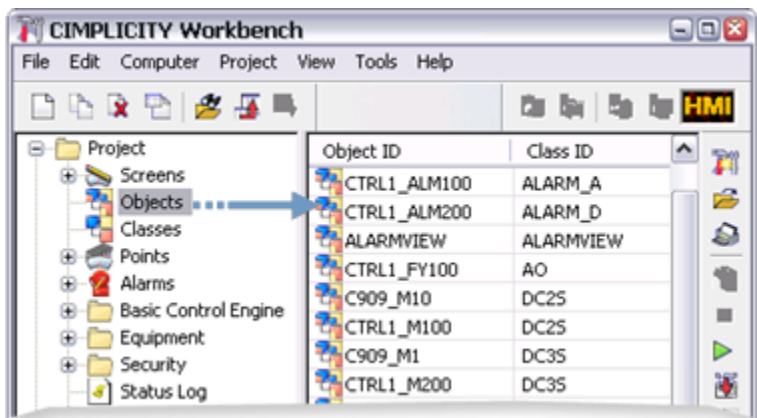 CIMPLICITY Workbench
File Edit Computer Project View Tools Help
HMI
Project
Screens
Objects
Classes
Points
Alarms
Basic Control Engine
Equipment
Security
Status Log
Object ID Class ID
CTRL1_ALM100 ALARM_A
CTRL1_ALM200 ALARM_D
ALARMVIEW ALARMVIEW
CTRL1_FY100 AO
C909_M10 DC2S
CTRL1_M100 DC2S
C909_M1 DC3S
CTRL1_M200 DC3S